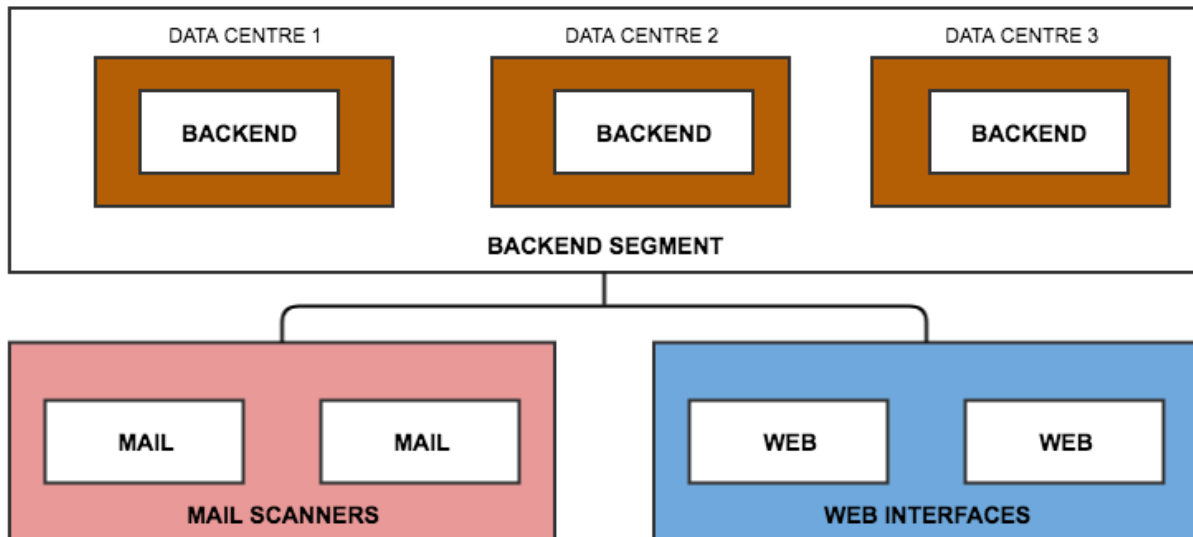 DATA CENTRE 1
DATA CENTRE 2
DATA CENTRE 3
BACKEND
BACKEND
BACKEND
BACKEND SEGMENT
MAIL
MAIL
WEB
WEB
MAIL SCANNERS
WEB INTERFACES